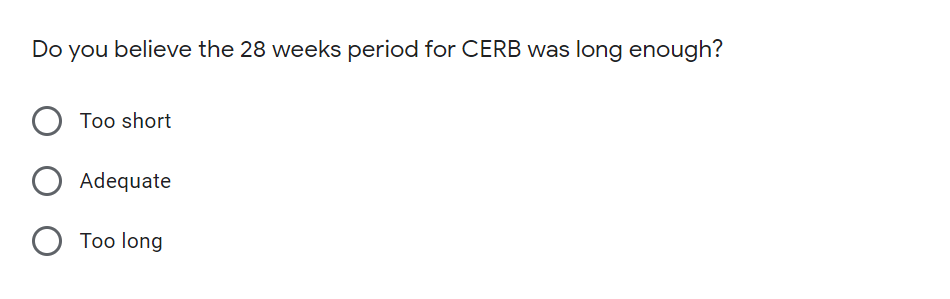 Do you believe the 28 weeks period for CERB was long enough?
Too short
Adequate
Too long